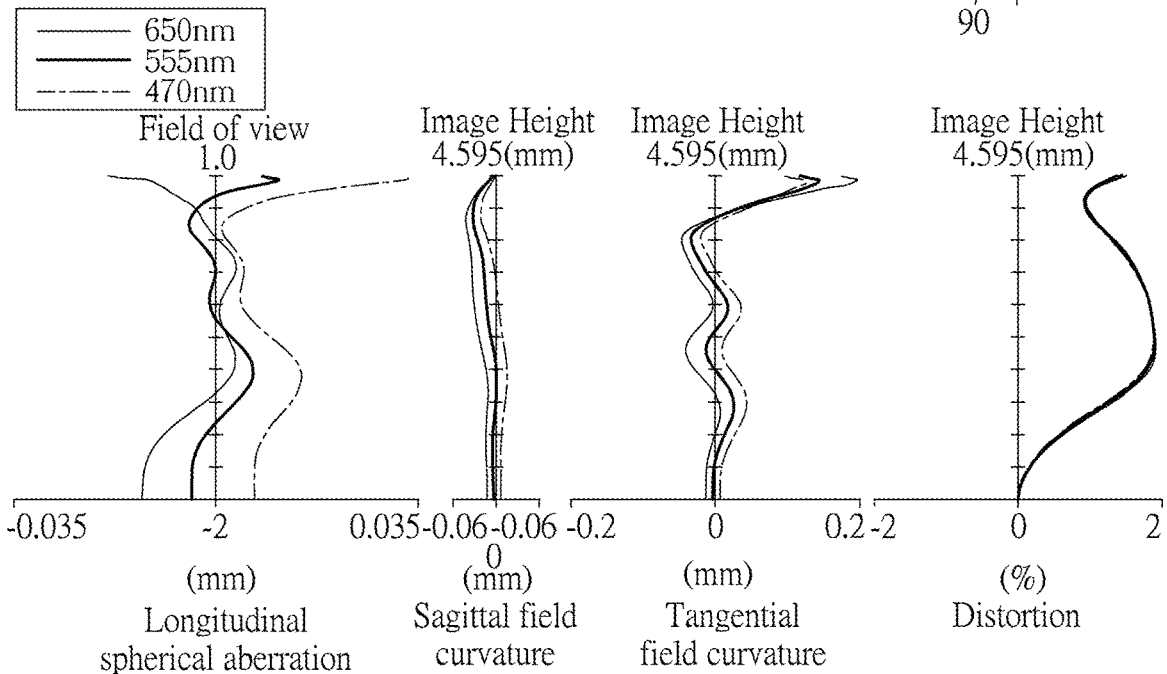 90
650nm
555nm
470nm
Field of view
1.0
Image Height
4.595(mm)
Image Height
4.595(mm)
Image Height
4.595(mm)
-0.035
-2
0.035
-0.06
-0.06
0
-0.2
0
0.2
-2
0
2
(mm)
Longitudinal
spherical aberration
(mm)
Sagittal field
curvature
(mm)
Tangential
field curvature
(%)
Distortion